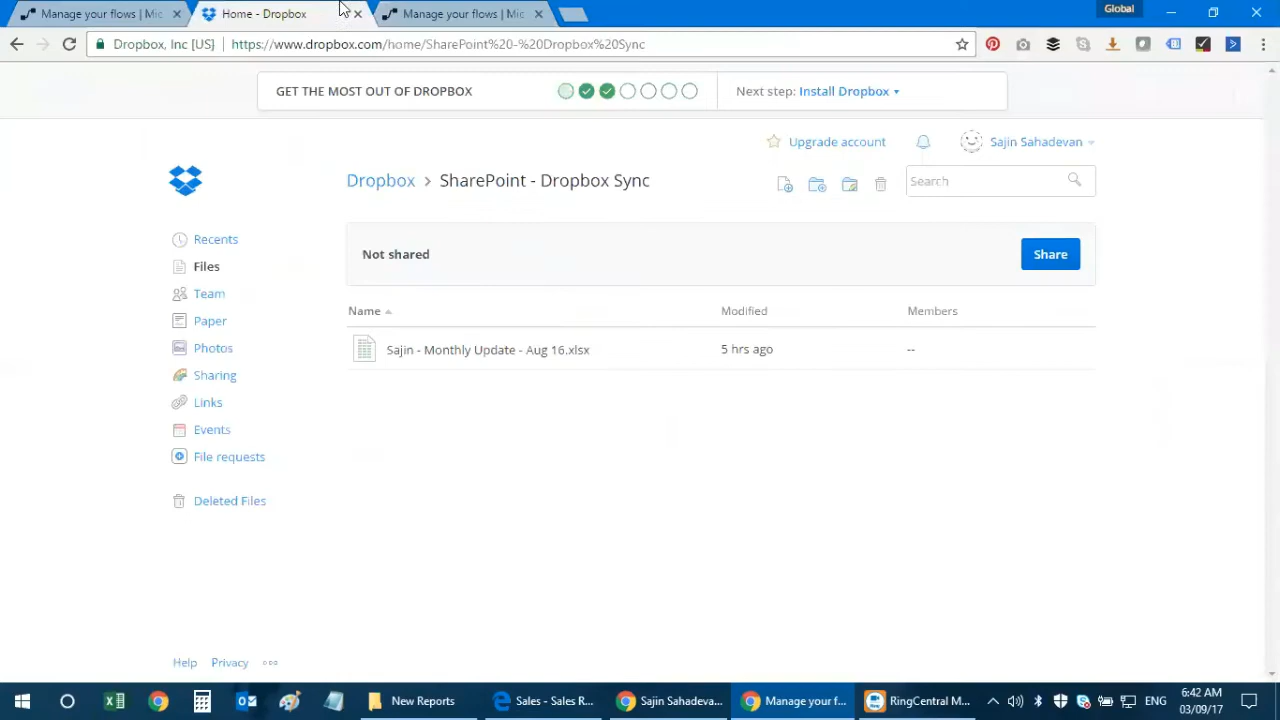 Manage your flows | Mic
Home - Dropbox
Manage your flows | Mic
Global
Dropbox, Inc [US]
https://www.dropbox.com/home/SharePoint%20-%20Dropbox%20Sync
GET THE MOST OUT OF DROPBOX
Next step: Install Dropbox
Upgrade account
Sajin Sahadevan
Dropbox > SharePoint - Dropbox Sync
Search
Recents
Files
Team
Paper
Photos
Sharing
Links
Events
File requests
Deleted Files
Not shared
Share
Name
Modified
Members
Sajin - Monthly Update - Aug 16.xlsx
5 hrs ago
--
Help
Privacy
New Reports
Sales - Sales R...
Sajin Sahadeva...
Manage your f...
RingCentral M...
ENG
6:42 AM
03/09/17